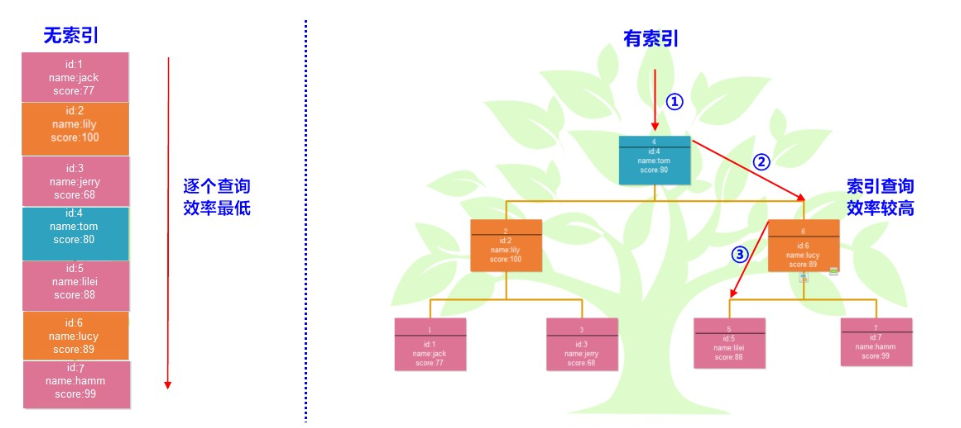 无索引
id:1
name:jack
score:77
id:2
name:lily
score:100
id:3
name:jerry
score:68
id:4
name:tom
score:80
id:5
name:lilei
score:88
id:6
name:lucy
score:89
id:7
name:hamm
score:99
逐个查询
效率最低
有索引
①
4
id:4
name:tom
score:80
②
索引查询
效率较高
2
id:2
name:lily
score:100
6
id:6
name:lucy
score:89
③
1
id:1
name:jack
score:77
3
id:3
name:jerry
score:68
5
id:5
name:lilei
score:88
7
id:7
name:hamm
score:99